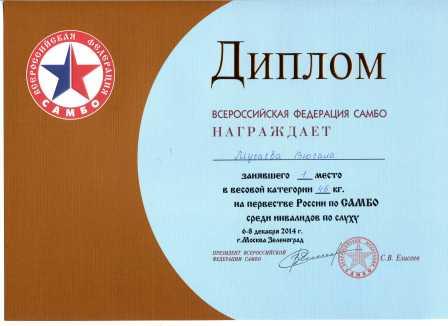 ВСЕРОССИЙСКАЯ ФЕДЕРАЦИЯ
САМБО
ДИПЛОМ
ВСЕРОССИЙСКАЯ ФЕДЕРАЦИЯ САМБО
НАГРАЖДАЕТ
занявшего 1 место
в весовой категории 46 кг.
на первенстве России по САМБО
среди инвалидов по слуху
6-8 декабря 2014 г.
г.Москва Зеленоград
ПРЕЗИДЕНТ ВСЕРОССИЙСКОЙ
ФЕДЕРАЦИИ САМБО
С.В. Елисеев